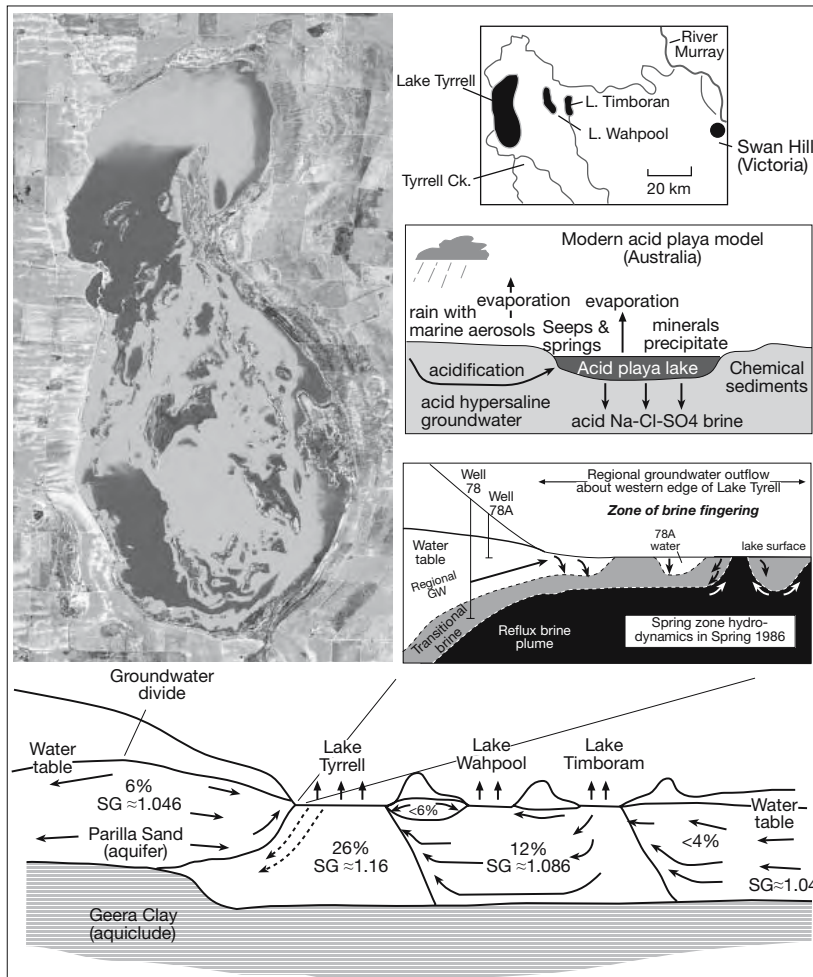 River
Murray
Lake Tyrrell
L. Timboran
L. Wahpool
Swan Hill
(Victoria)
Tyrrell Ck.
20 km
Modern acid playa model
(Australia)
evaporation
evaporation
rain with
marine aerosols
Seeps &
springs
minerals
precipitate
acidification
Acid playa lake
Chemical
sediments
acid hypersaline
groundwater
acid Na-Cl-SO4 brine
Well
78
Well
78A
Regional groundwater outflow
about western edge of Lake Tyrell
Zone of brine fingering
Water
table
78A
water
lake surface
Regional
GW
Transitional
brine
Reflux brine
plume
Spring zone hydro-
dynamics in Spring 1986
Groundwater
divide
Water
table
Lake
Tyrrell
Lake
Wahpool
Lake
Timboram
6%
SG ≈1.046
<6%
Water-
table
Parilla Sand
(aquifer)
26%
SG ≈1.16
12%
SG ≈1.086
<4%
SG≈1.04
Geera Clay
(aquiclude)